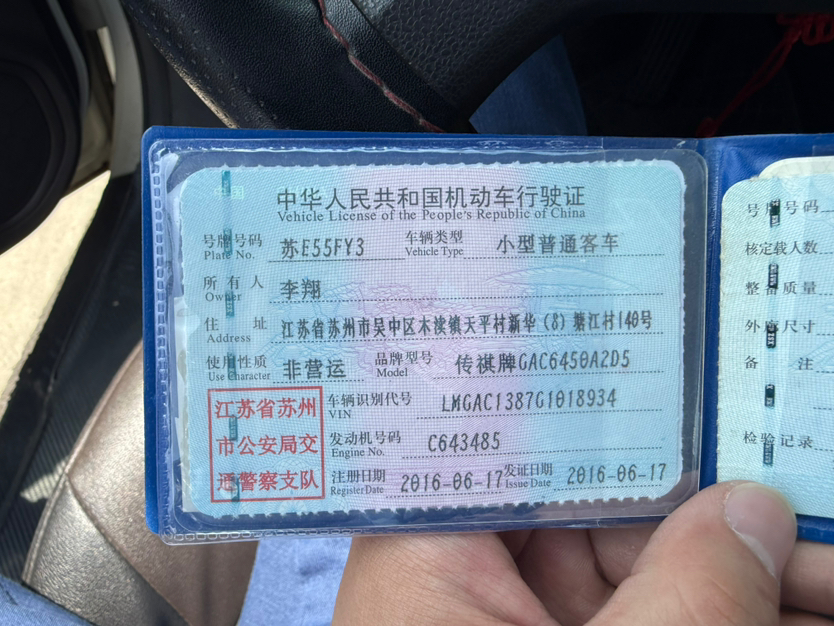 中华人民共和国机动车行驶证
Vehicle License of the People's Republic of China
号牌号码 苏E55FY3 车辆类型 小型普通客车
Plate No. Vehicle Type
所有人 李翔
Owner
住址 江苏省苏州市吴中区木渎镇天平村新华(8)塘江村140号
Address
使用性质 非营运 品牌型号 传祺牌GAC6450A2D5
Use Character Model
江苏省苏州
市公安局交
通警察支队
车辆识别代号 LMGAC1387G1018934
VIN
发动机号码 C643485
Engine No.
注册日期 2016-06-17 发证日期 2016-06-17
Register Date Issue Date
号牌号码
核定载人数
整备质量
外廓尺寸
备注
检验记录